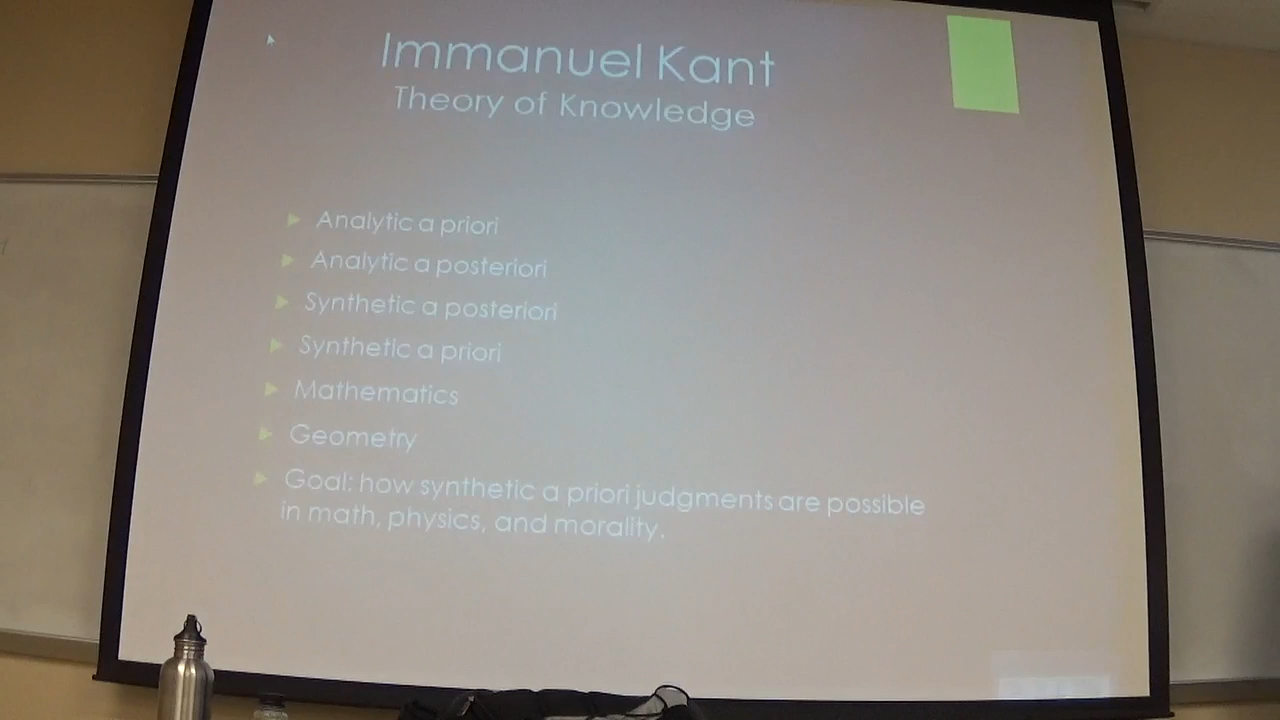 Immanuel Kant
Theory of Knowledge
Analytic a priori
Analytic a posteriori
Synthetic a posteriori
Synthetic a priori
Mathematics
Geometry
Goal: how synthetic a priori judgments are possible
in math, physics, and morality.